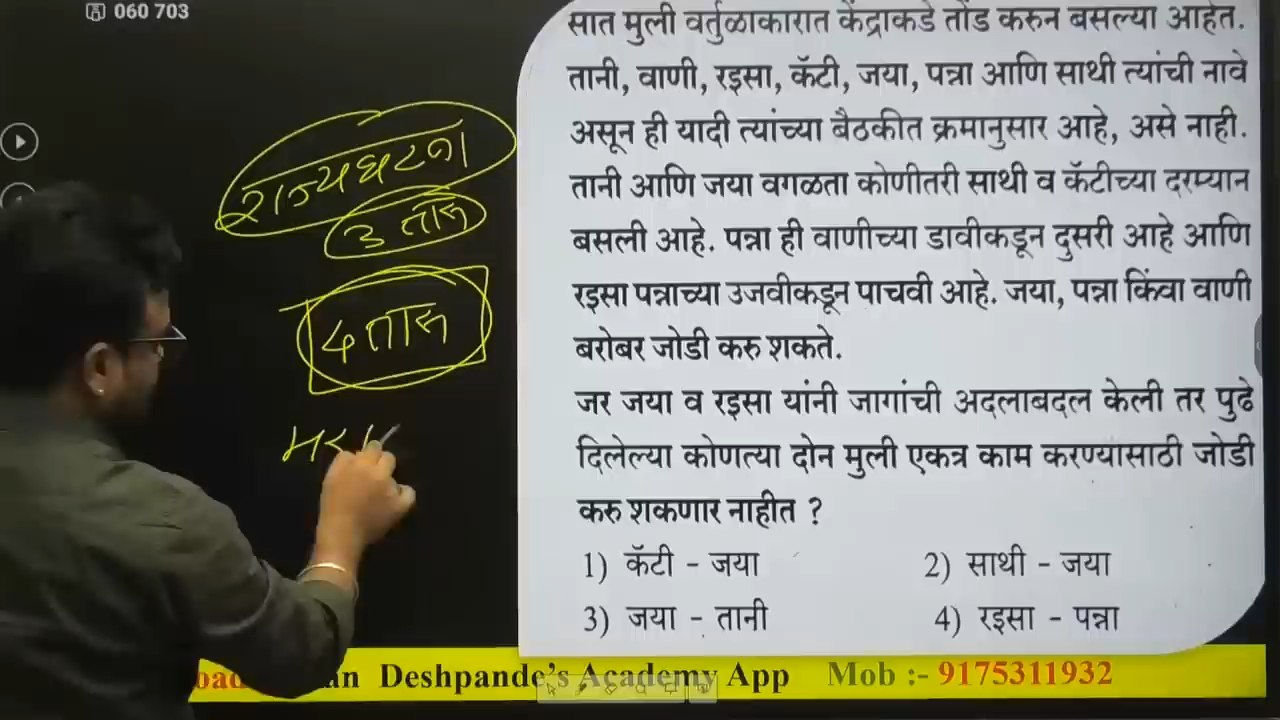 060 703
राज्यघटना
3 तास
सात मुली वर्तुळाकारात केंद्राकडे तोंड करुन बसल्या आहेत.
तानी, वाणी, रइसा, कॅटी, जया, पन्ना आणि साथी त्यांची नावे
असून ही यादी त्यांच्या बैठकीत क्रमानुसार आहे, असे नाही.
तानी आणि जया वगळता कोणीतरी साथी व कॅटीच्या दरम्यान
बसली आहे. पन्ना ही वाणीच्या डावीकडून दुसरी आहे आणि
रइसा पन्नाच्या उजवीकडून पाचवी आहे. जया, पन्ना किंवा वाणी
बरोबर जोडी करु शकते.
जर जया व रइसा यांनी जागांची अदलाबदल केली तर पुढे
दिलेल्या कोणत्या दोन मुली एकत्र काम करण्यासाठी जोडी
करु शकणार नाहीत ?
1) कॅटी - जया
2) साथी - जया
3) जया - तानी
4) रइसा - पन्ना
Deshpande's Academy App Mob :- 9175311932